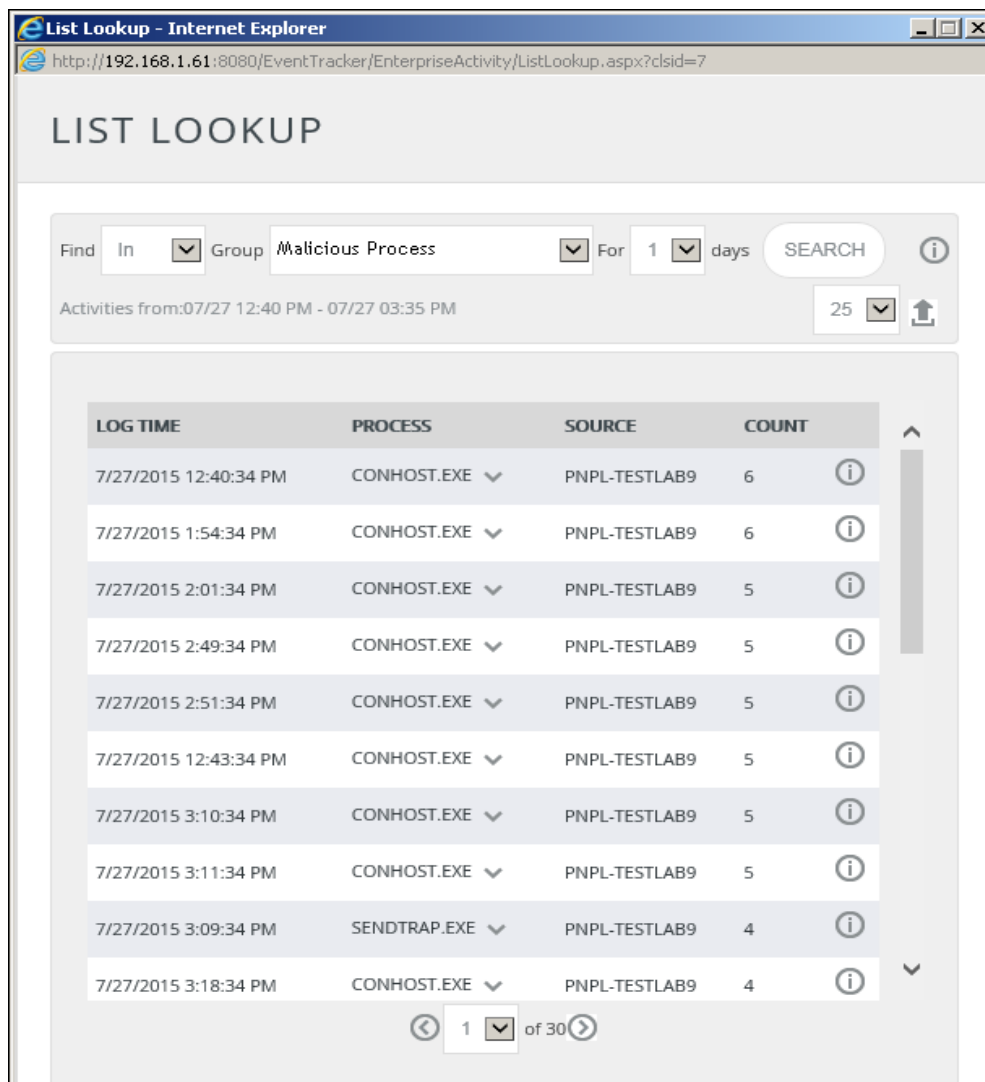 List Lookup - Internet Explorer
http://192.168.1.61:8080/EventTracker/EnterpriseActivity/ListLookup.aspx?clsid=7
LIST LOOKUP
Find In Group Malicious Process For 1 days SEARCH
Activities from:07/27 12:40 PM - 07/27 03:35 PM 25
LOG TIME PROCESS SOURCE COUNT
7/27/2015 12:40:34 PM CONHOST.EXE PNPL-TESTLAB9 6
7/27/2015 1:54:34 PM CONHOST.EXE PNPL-TESTLAB9 6
7/27/2015 2:01:34 PM CONHOST.EXE PNPL-TESTLAB9 5
7/27/2015 2:49:34 PM CONHOST.EXE PNPL-TESTLAB9 5
7/27/2015 2:51:34 PM CONHOST.EXE PNPL-TESTLAB9 5
7/27/2015 12:43:34 PM CONHOST.EXE PNPL-TESTLAB9 5
7/27/2015 3:10:34 PM CONHOST.EXE PNPL-TESTLAB9 5
7/27/2015 3:11:34 PM CONHOST.EXE PNPL-TESTLAB9 5
7/27/2015 3:09:34 PM SENDTRAP.EXE PNPL-TESTLAB9 4
7/27/2015 3:18:34 PM CONHOST.EXE PNPL-TESTLAB9 4
1 of 30